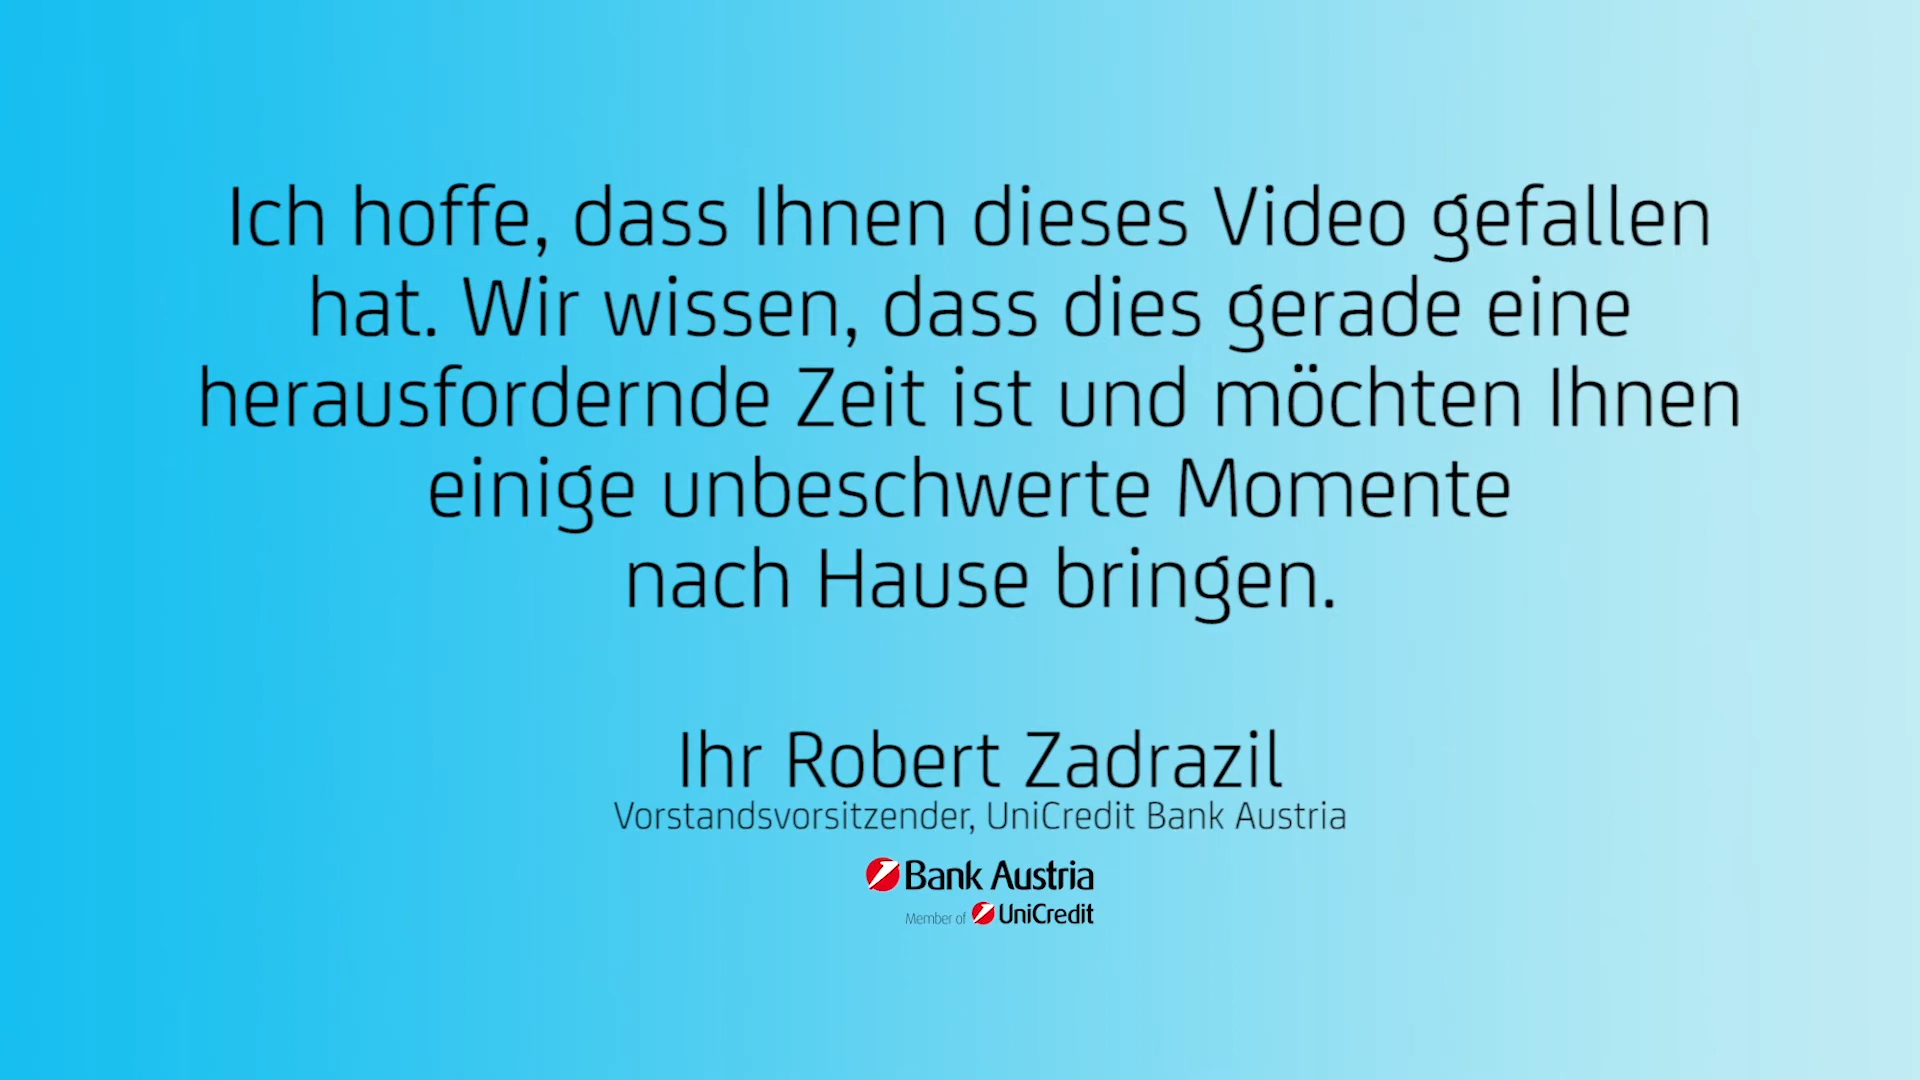 Ich hoffe, dass Ihnen dieses Video gefallen
hat. Wir wissen, dass dies gerade eine
herausfordernde Zeit ist und möchten Ihnen
einige unbeschwerte Momente
nach Hause bringen.
Ihr Robert Zadrazil
Vorstandsvorsitzender, UniCredit Bank Austria
Bank Austria
Member of UniCredit